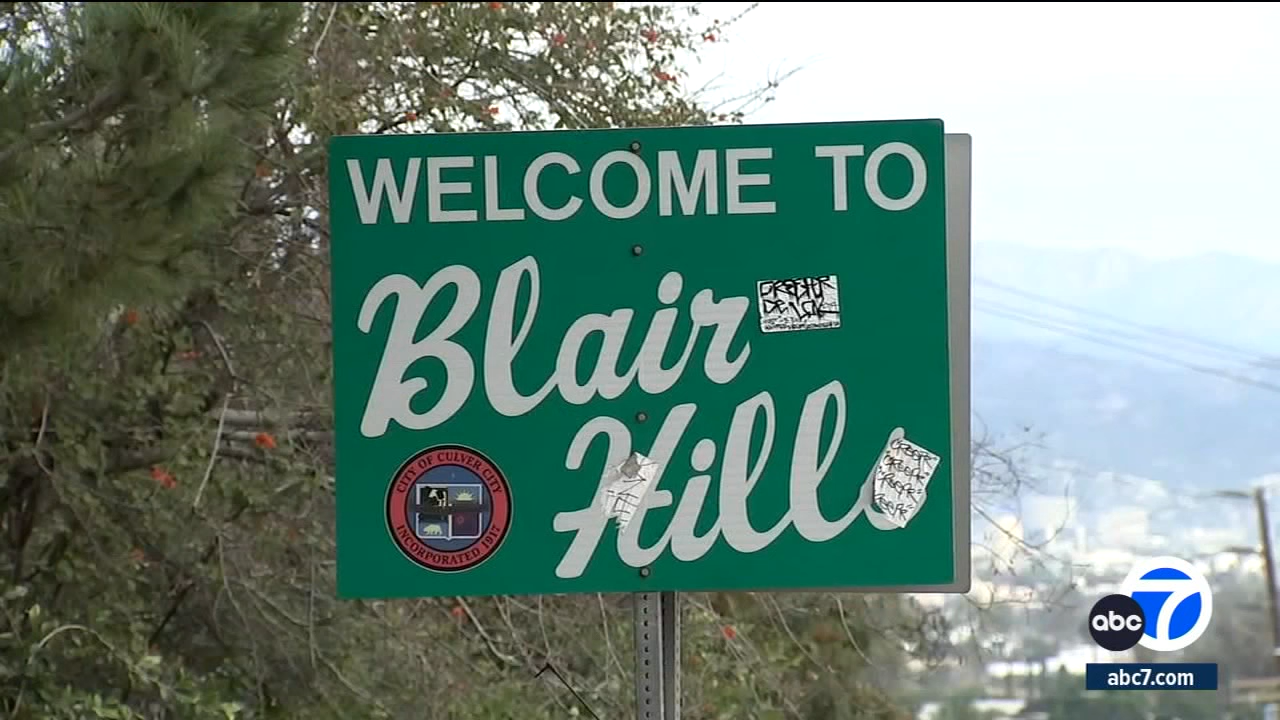 WELCOME TO
Blair
Hills
CITY OF CULVER CITY
INCORPORATED 1917
abc 7
abc7.com